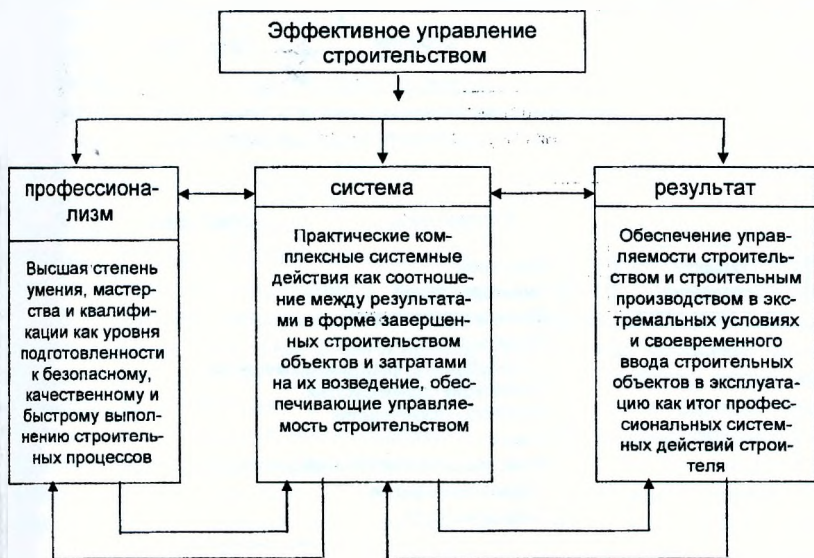 Эффективное управление
строительством
профессиона-
лизм
Высшая степень
умения, мастер-
ства и квалифи-
кации как уровня
подготовленности
к безопасному,
качественному и
быстрому выпол-
нению строитель-
ных процессов
система
Практические ком-
плексные системные
действия как соотноше-
ние между результата-
ми в форме завершен-
ных строительством
объектов и затратами
на их возведение, обес-
печивающие управляе-
мость строительством
результат
Обеспечение управ-
ляемости строитель-
ством и строительным
производством в экс-
тремальных условиях
и своевременного
ввода строительных
объектов в эксплуата-
цию как итог профес-
сиональных систем-
ных действий строи-
теля